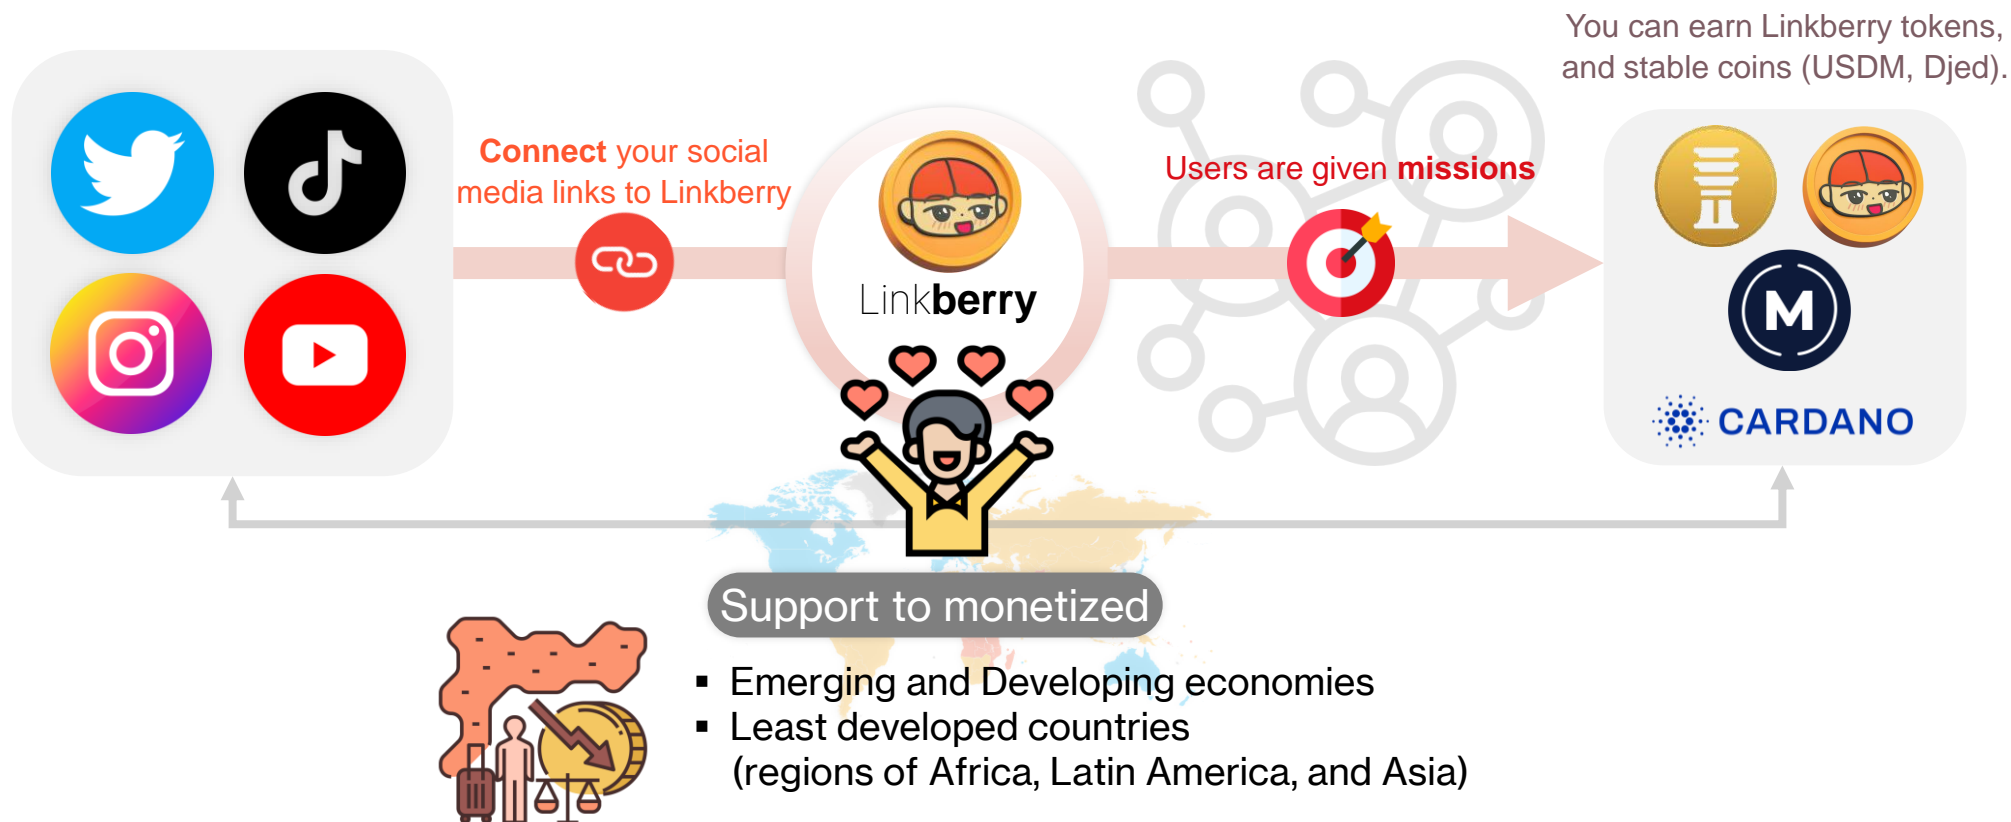 You can earn Linkberry tokens,
and stable coins (USDM, Djed).
Connect your social
media links to Linkberry
Users are given missions
Linkberry
M
CARDANO
Support to monetized
▪ Emerging and Developing economies
▪ Least developed countries
(regions of Africa, Latin America, and Asia)